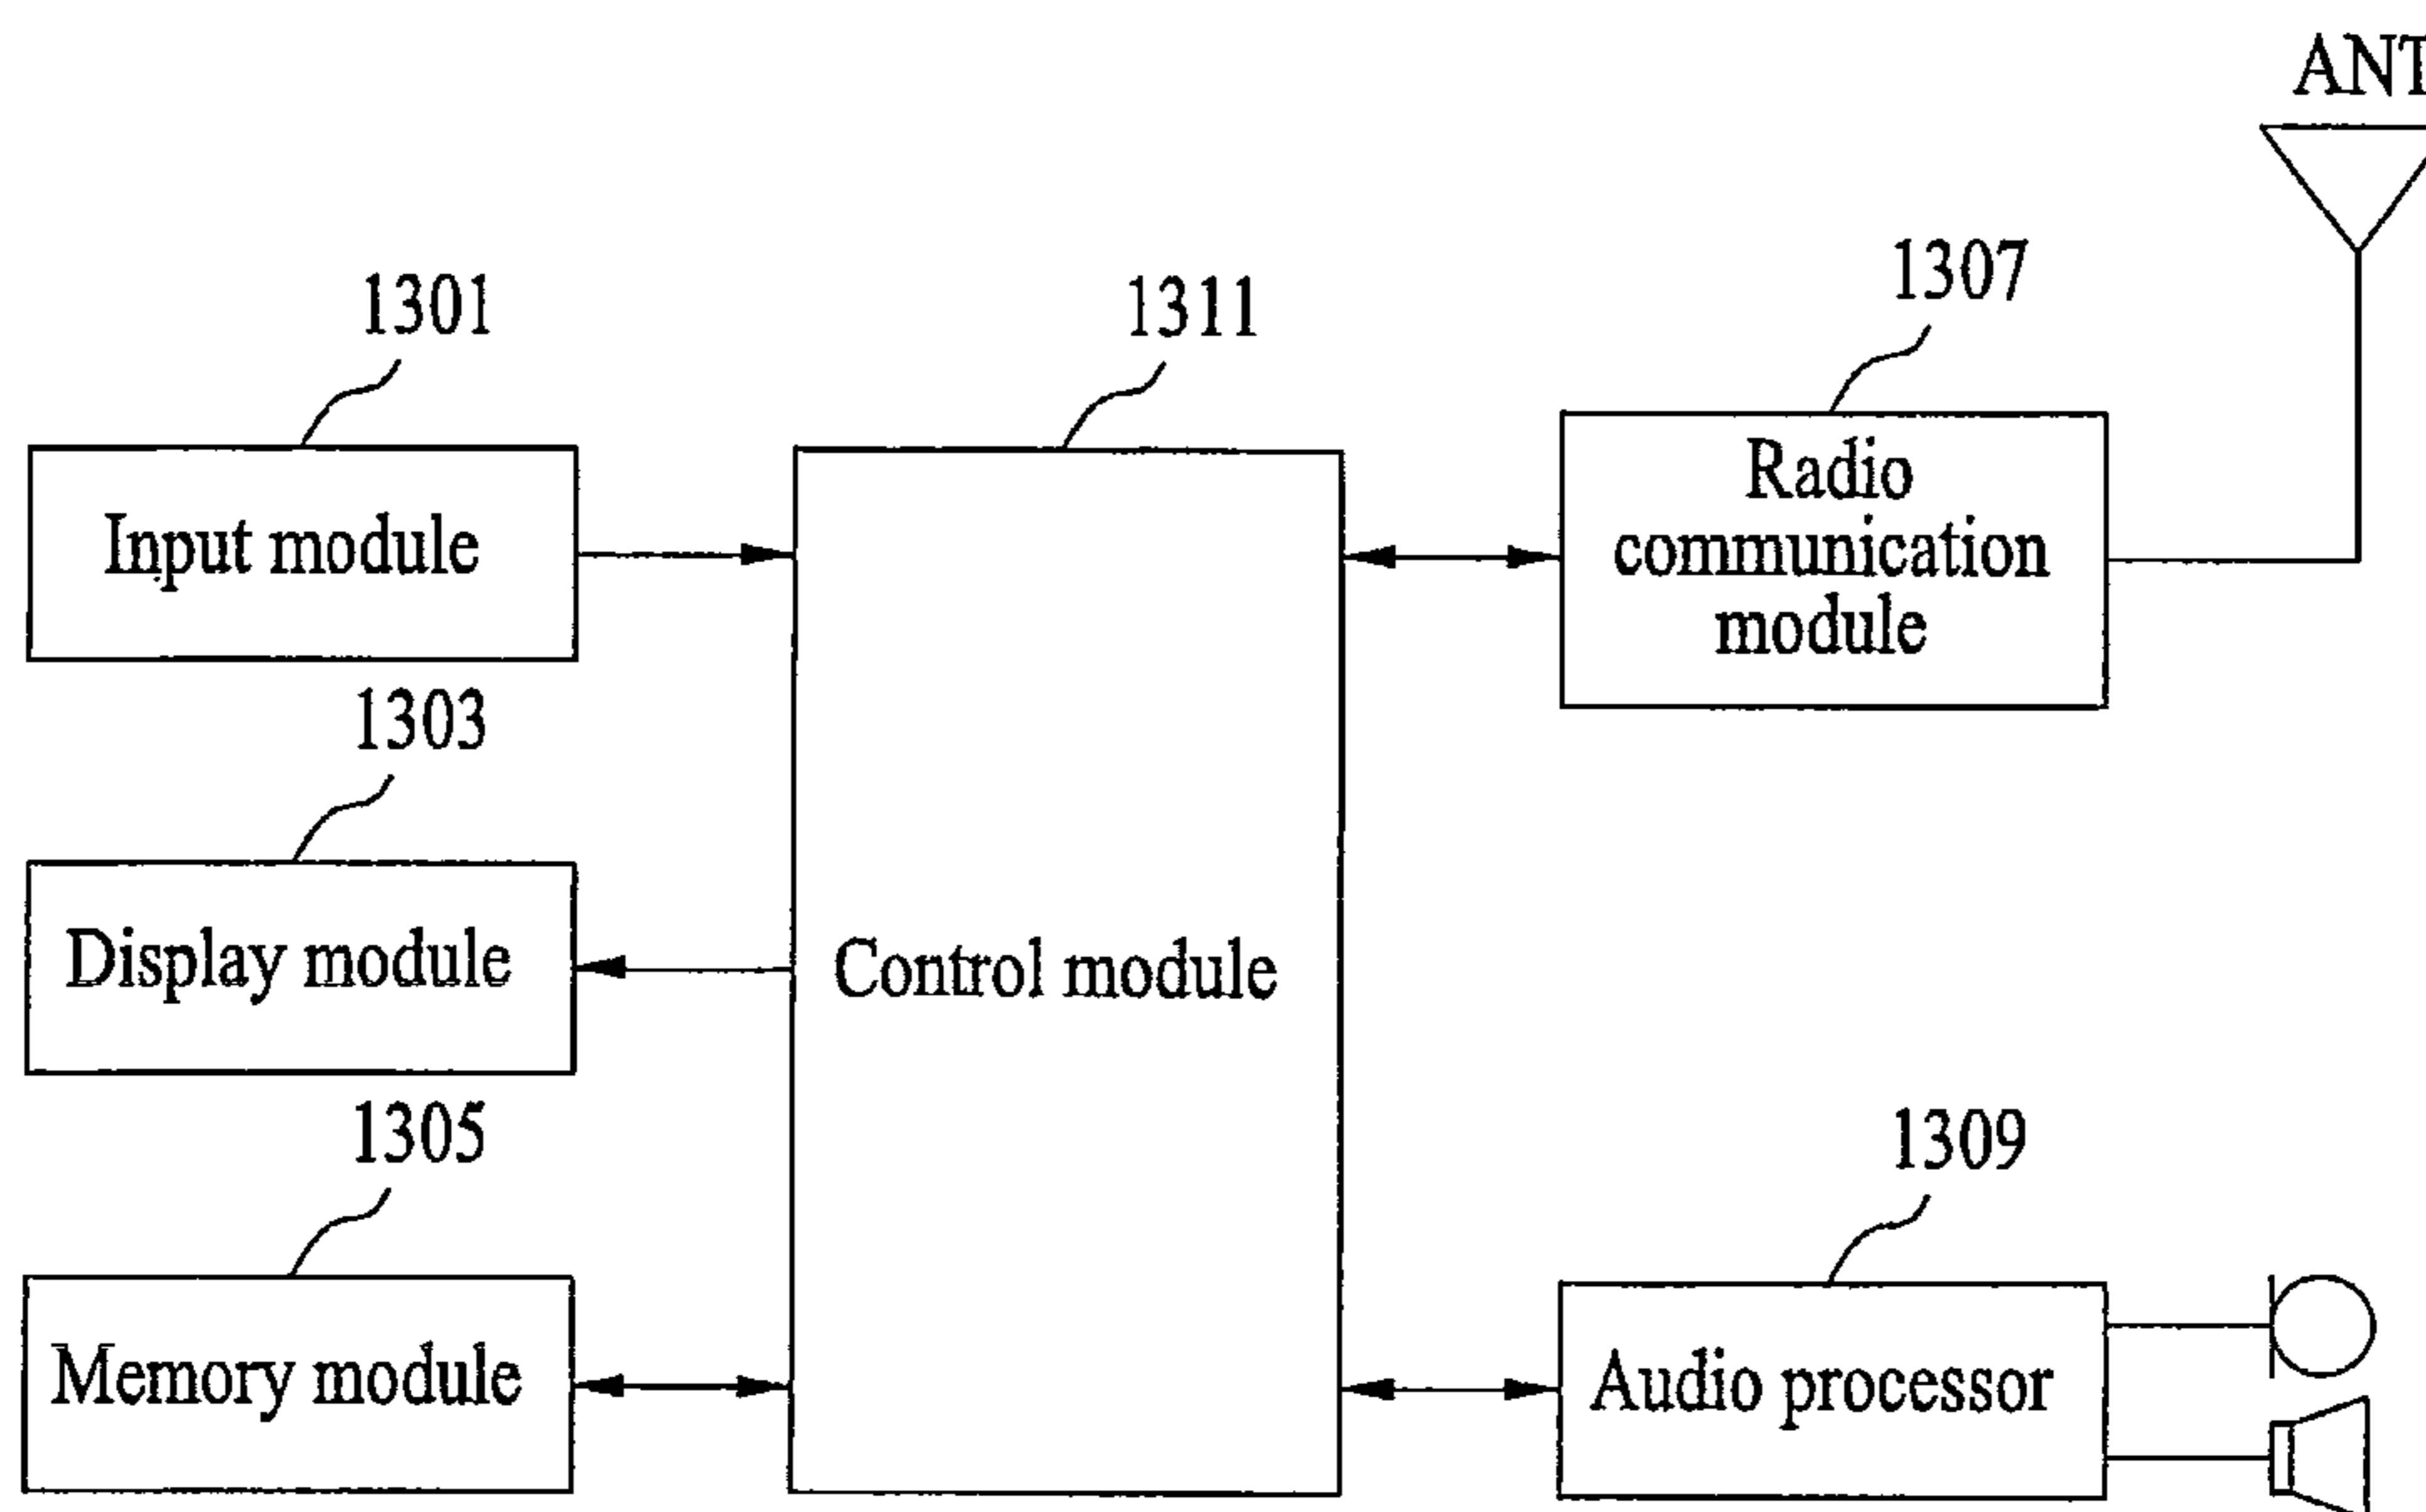 ANT
1301
1311
1307
Input module
Radio
communication
module
1303
Display module
Control module
1305
1309
Memory module
Audio processor